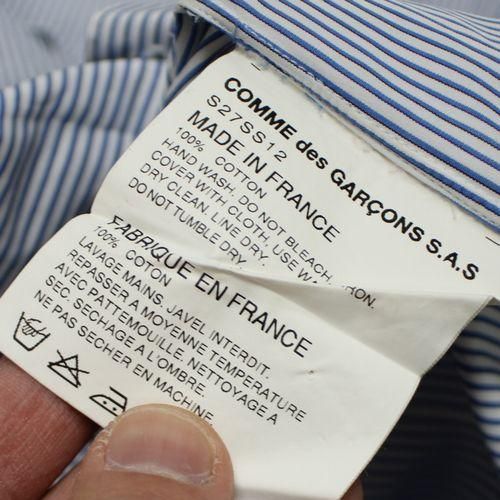 COMME des GARÇONS S.A.S
S27SS12
MADE IN FRANCE
100% COTTON
HAND WASH, DO NOT BLEACH, IRON.
COVER WITH CLOTH, USE
DRY CLEAN. LINE DRY.
DO NOT TUMBLE DRY.
FABRIQUE EN FRANCE
100% COTON
LAVAGE MAINS, JAVEL INTERDIT.
REPASSER A MOYENNE TEMPERATURE
AVEC PATTEMOUILLE. NETTOYAGE A
SEC. SÉCHAGE A L'OMBRE.
NE PAS SECHER EN MACHINE.